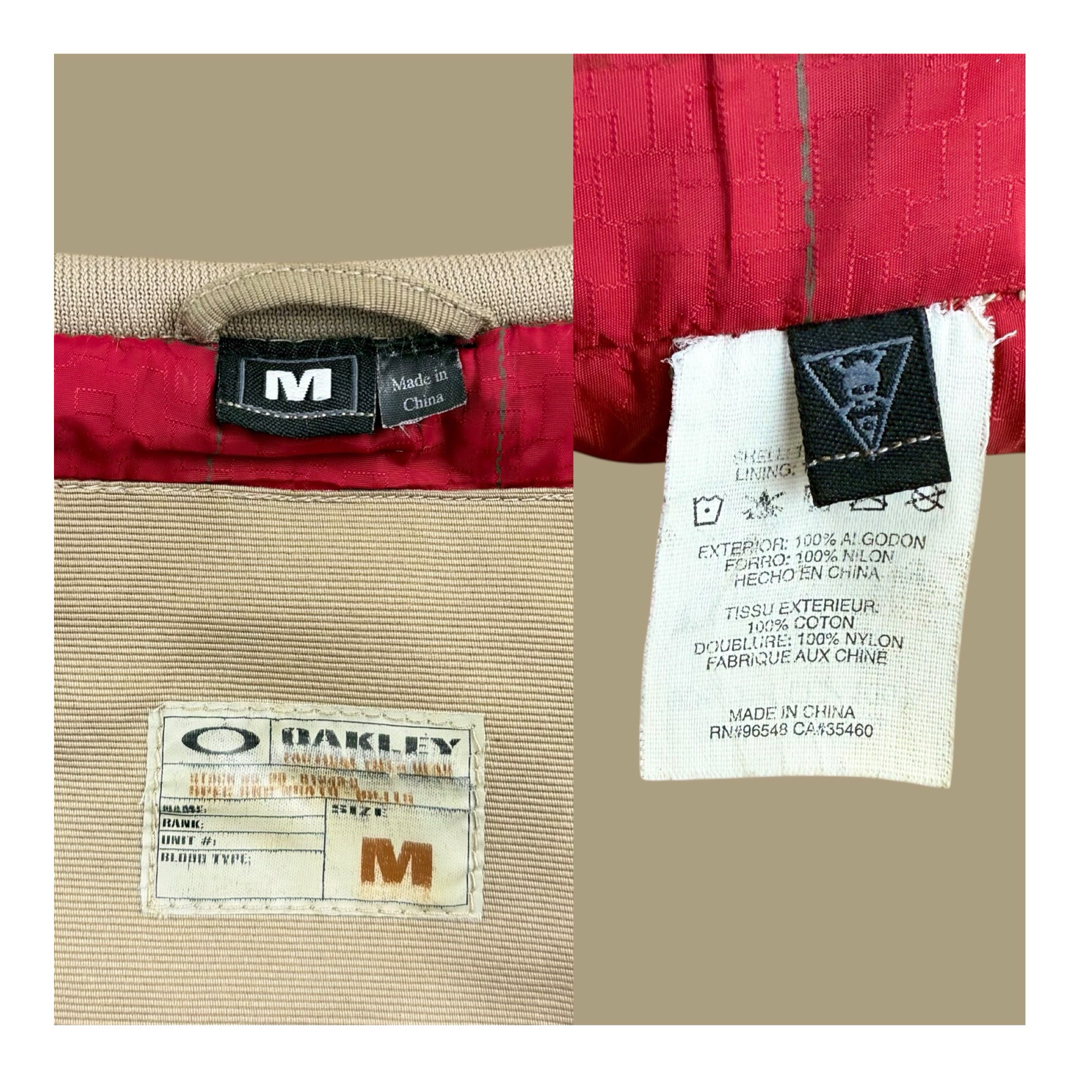 M
Made in
China
OAKLEY
NAME:
RANK:
UNIT #:
BLOOD TYPE:
SIZE
M
SHELL:
LINING:
EXTERIOR: 100% ALGODON
FORRO: 100% NILON
HECHO EN CHINA
TISSU EXTERIEUR:
100% COTON
DOUBLURE: 100% NYLON
FABRIQUE AUX CHINE
MADE IN CHINA
RN#96548 CA#35460